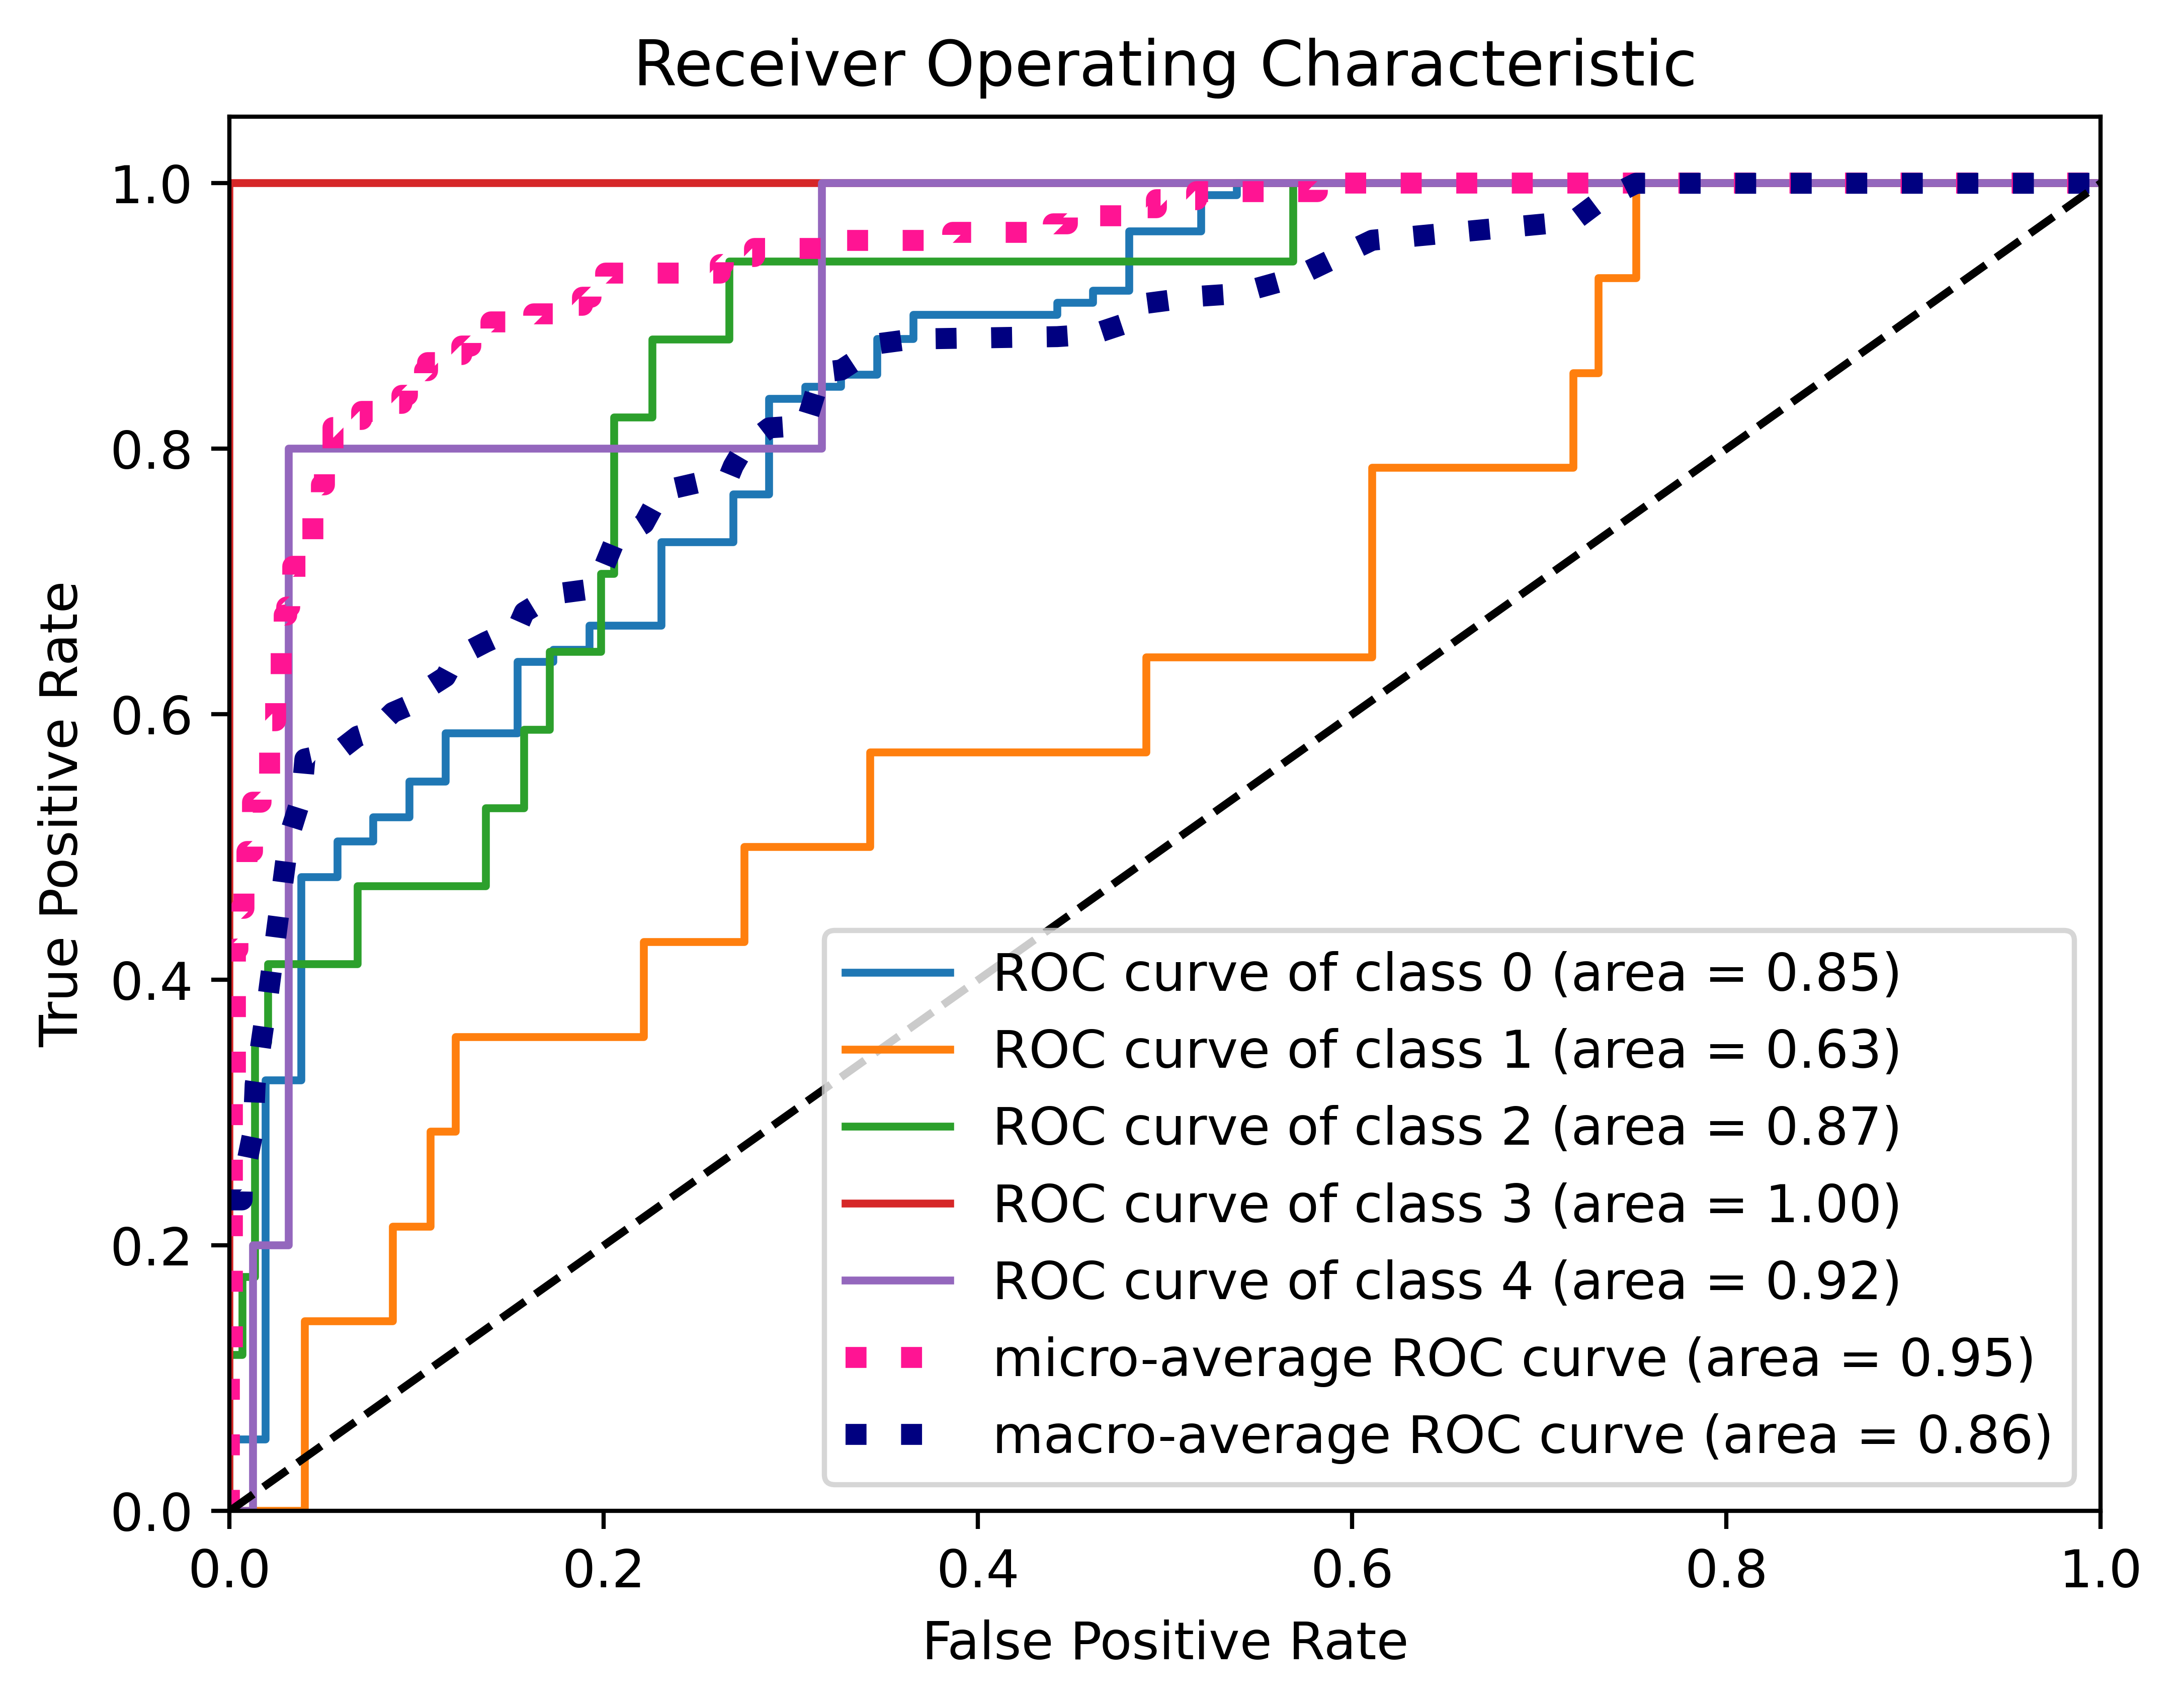 Receiver Operating Characteristic
True Positive Rate
1.0
0.8
0.6
0.4
0.2
0.0
ROC curve of class 0 (area = 0.85)
ROC curve of class 1 (area = 0.63)
ROC curve of class 2 (area = 0.87)
ROC curve of class 3 (area = 1.00)
ROC curve of class 4 (area = 0.92)
micro-average ROC curve (area = 0.95)
macro-average ROC curve (area = 0.86)
0.0 0.2 0.4 0.6 0.8 1.0
False Positive Rate